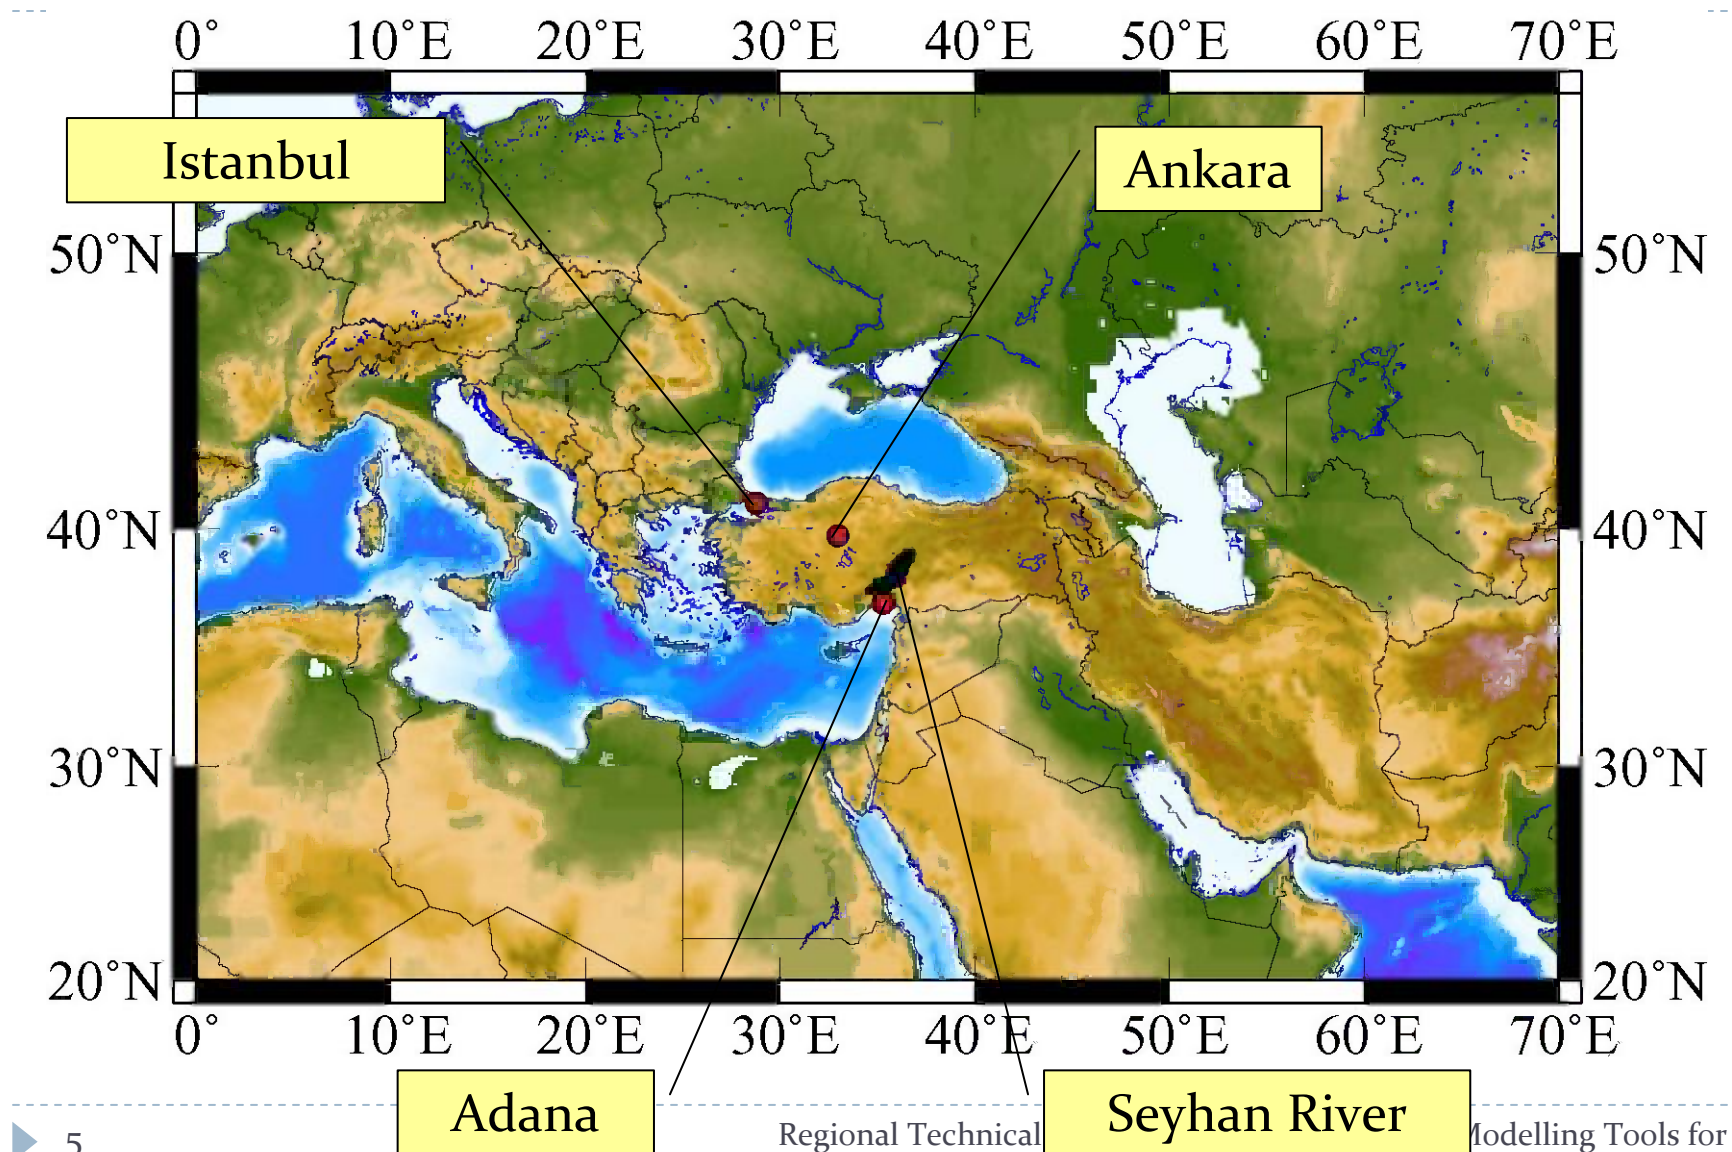 0° 10°E 20°E 30°E 40°E 50°E 60°E 70°E
Istanbul
Ankara
50°N 50°N
40°N 40°N
30°N 30°N
20°N 20°N
0° 10°E 20°E 30°E 40°E 50°E 60°E 70°E
Adana
Seyhan River
5
Regional Technical Modelling Tools for